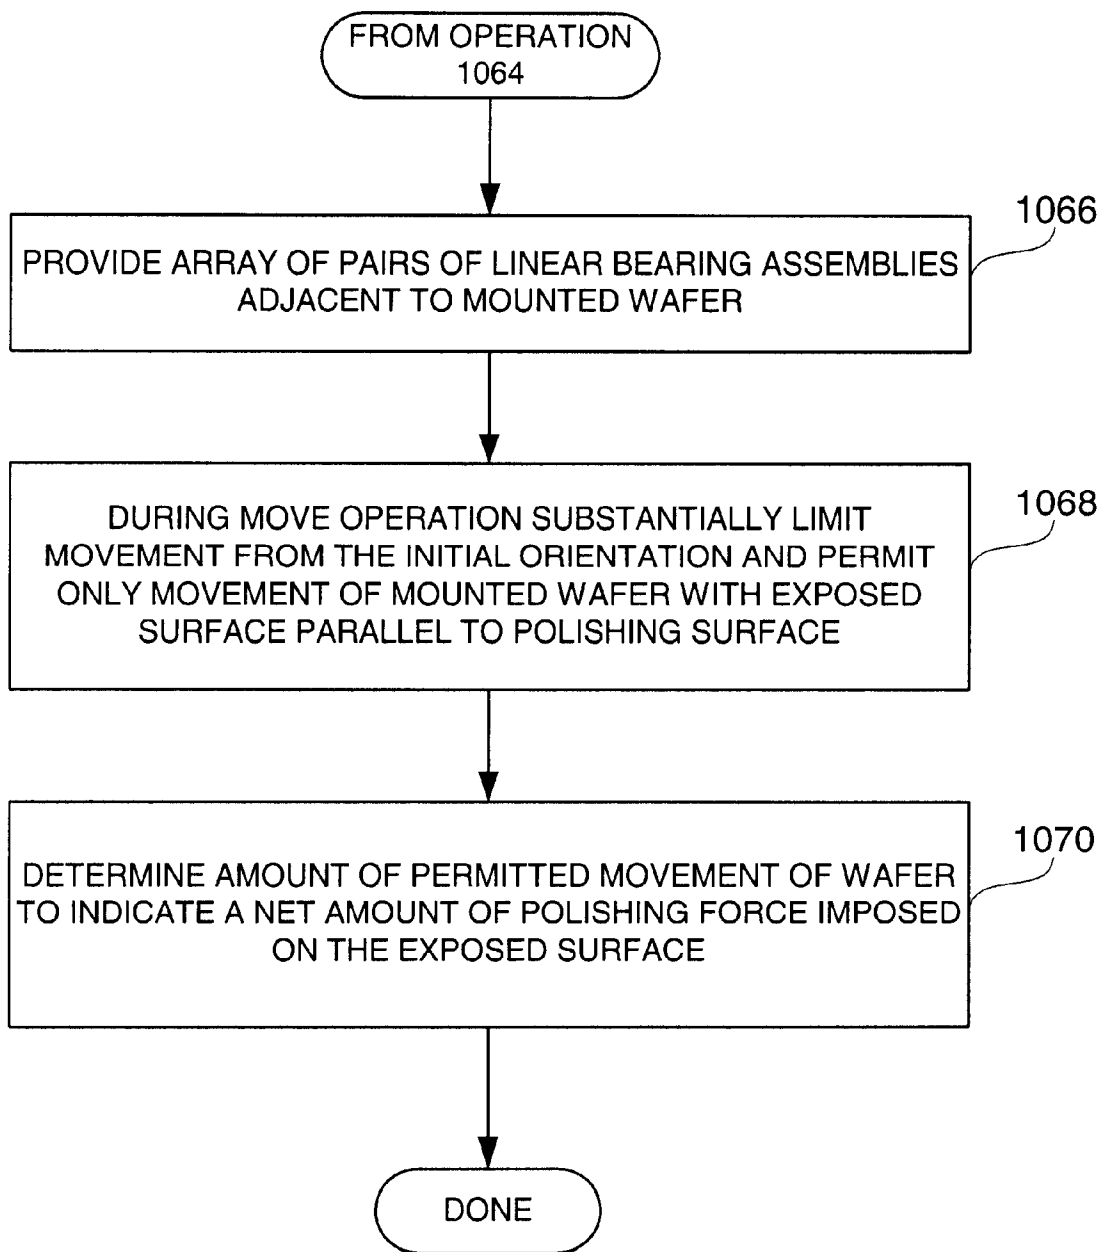 FROM OPERATION
1064
1066
PROVIDE ARRAY OF PAIRS OF LINEAR BEARING ASSEMBLIES
ADJACENT TO MOUNTED WAFER
1068
DURING MOVE OPERATION SUBSTANTIALLY LIMIT
MOVEMENT FROM THE INITIAL ORIENTATION AND PERMIT
ONLY MOVEMENT OF MOUNTED WAFER WITH EXPOSED
SURFACE PARALLEL TO POLISHING SURFACE
1070
DETERMINE AMOUNT OF PERMITTED MOVEMENT OF WAFER
TO INDICATE A NET AMOUNT OF POLISHING FORCE IMPOSED
ON THE EXPOSED SURFACE
DONE